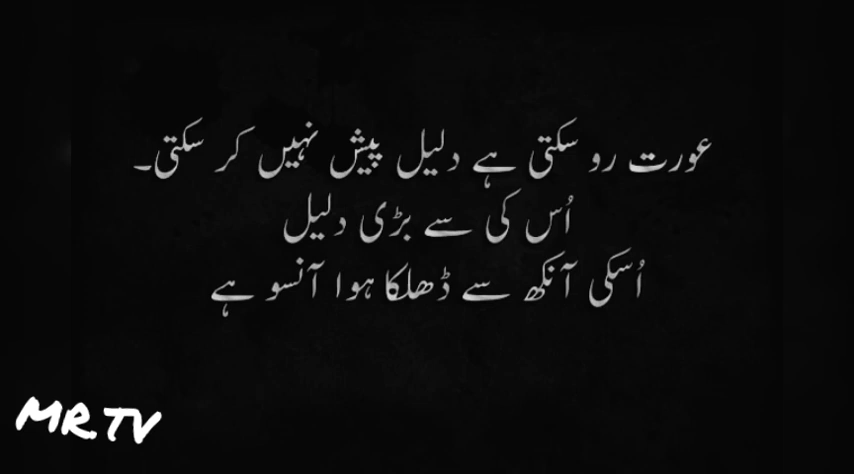 عورت رو سکتی ہے دلیل پیش نہیں کر سکتی۔
اُس کی سے بڑی دلیل
اُسکی آنکھ سے ڈھلکا ہوا آنسو ہے
MR.TV